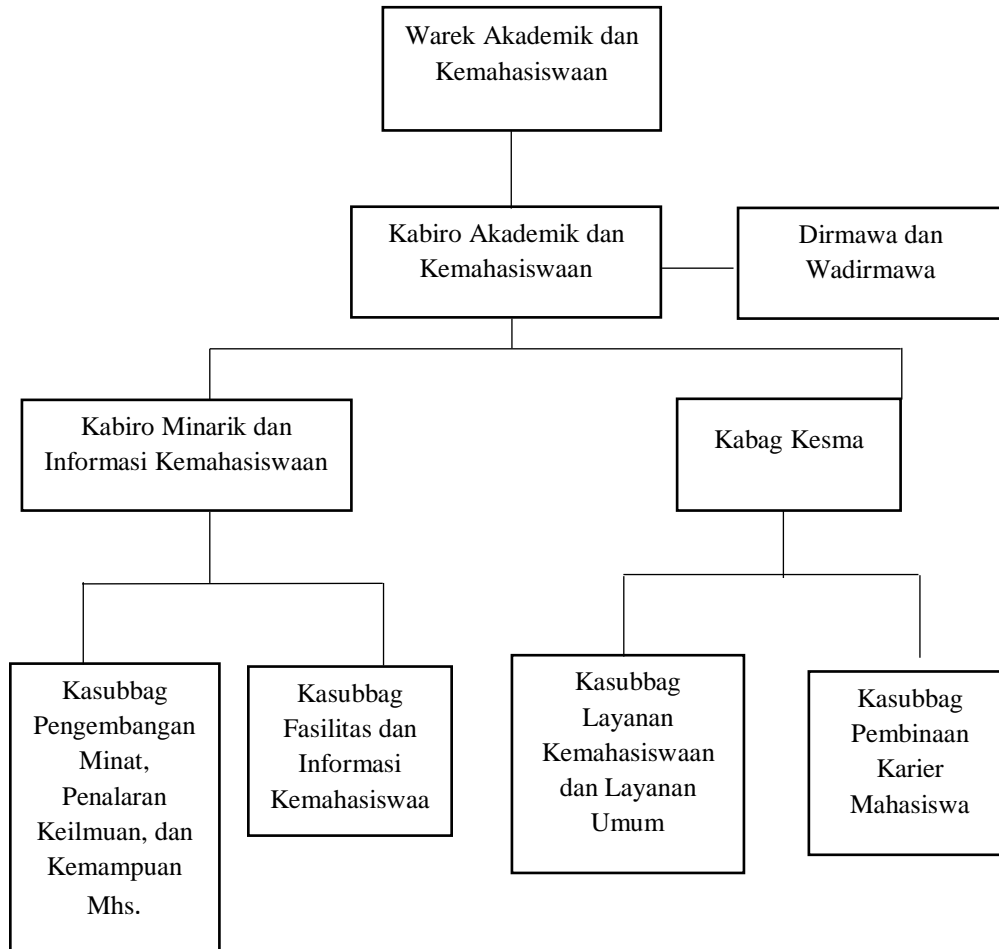 Warek Akademik dan
Kemahasiswaan
Kabiro Akademik dan
Kemahasiswaan
Dirmawa dan
Wadirmawa
Kabiro Minarik dan
Informasi Kemahasiswaan
Kabag Kesma
Kasubbag
Pengembangan
Minat,
Penalaran
Keilmuan, dan
Kemampuan
Mhs.
Kasubbag
Fasilitas dan
Informasi
Kemahasiswaa
Kasubbag
Layanan
Kemahasiswaan
dan Layanan
Umum
Kasubbag
Pembinaan
Karier
Mahasiswa